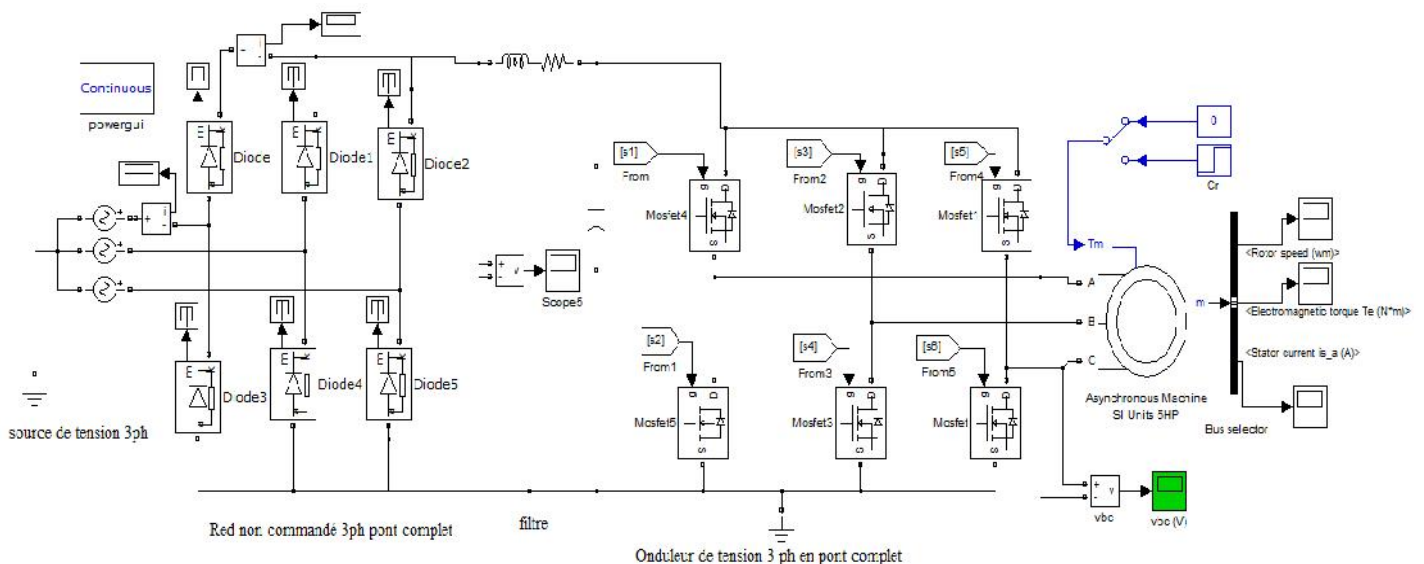 Continuous
powergui
Dioce
Diode1
Dioce2
Diode3
Diode4
Diode5
source de tension 3ph
Red non commandé 3ph pont complet
filtre
Scope5
[s1]
From
Mosfet4
[s3]
From2
Mosfet2
[s5]
From4
Mosfet1
[s2]
From1
Mosfet5
[s4]
From3
Mosfet3
[s6]
From5
Mosfet
Onduleur de tension 3 ph en pont complet
0
Cr
Tm
A
B
C
m
Asynchronous Machine
SI Units 5HP
<Rotor speed (wm)>
<Electromagnetic torque Te (N*m)>
<Stator current is_a (A)>
Bus selector
vbc
vbc (V)